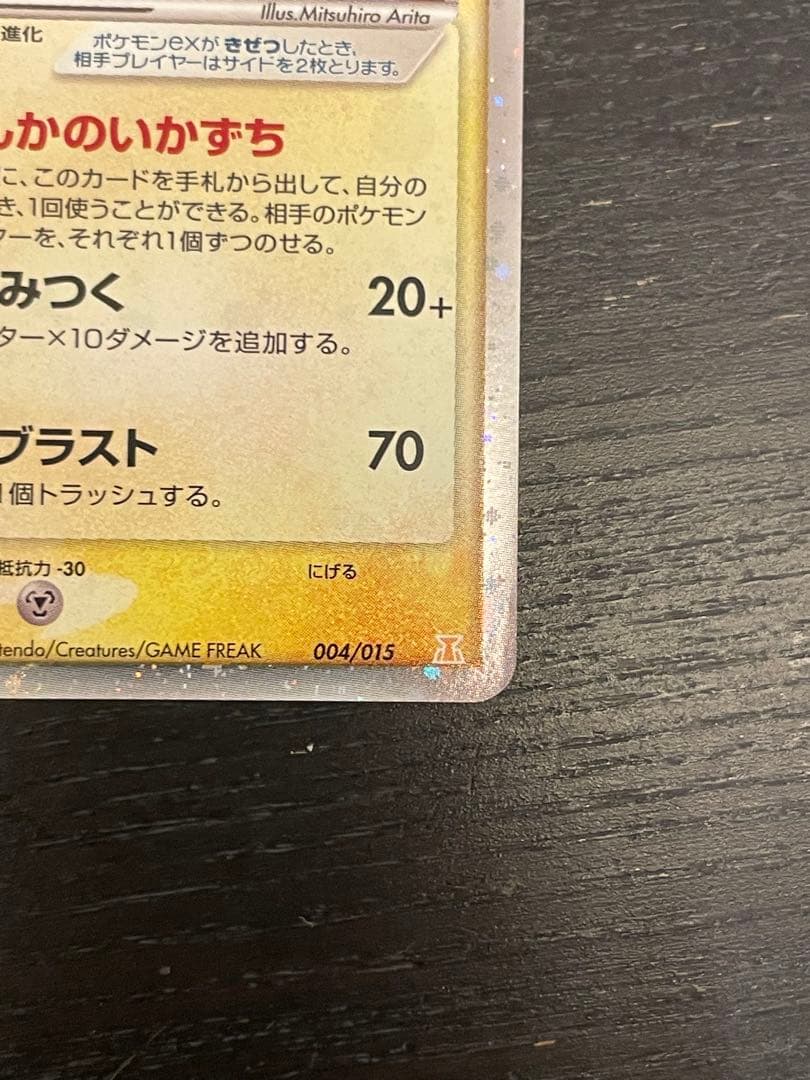 Illus.Mitsuhiro Arita
進化
ポケモンexが きぜつしたとき、
相手プレイヤーはサイドを2枚とります。
かのいかずち
に、このカードを手札から出して、自分の
き、1回使うことができる。相手のポケモン
ターを、それぞれ1個ずつのせる。
みつく 20+
ター×10ダメージを追加する。
ブラスト 70
1個トラッシュする。
抵抗力 -30 にげる
tendo/Creatures/GAME FREAK 004/015